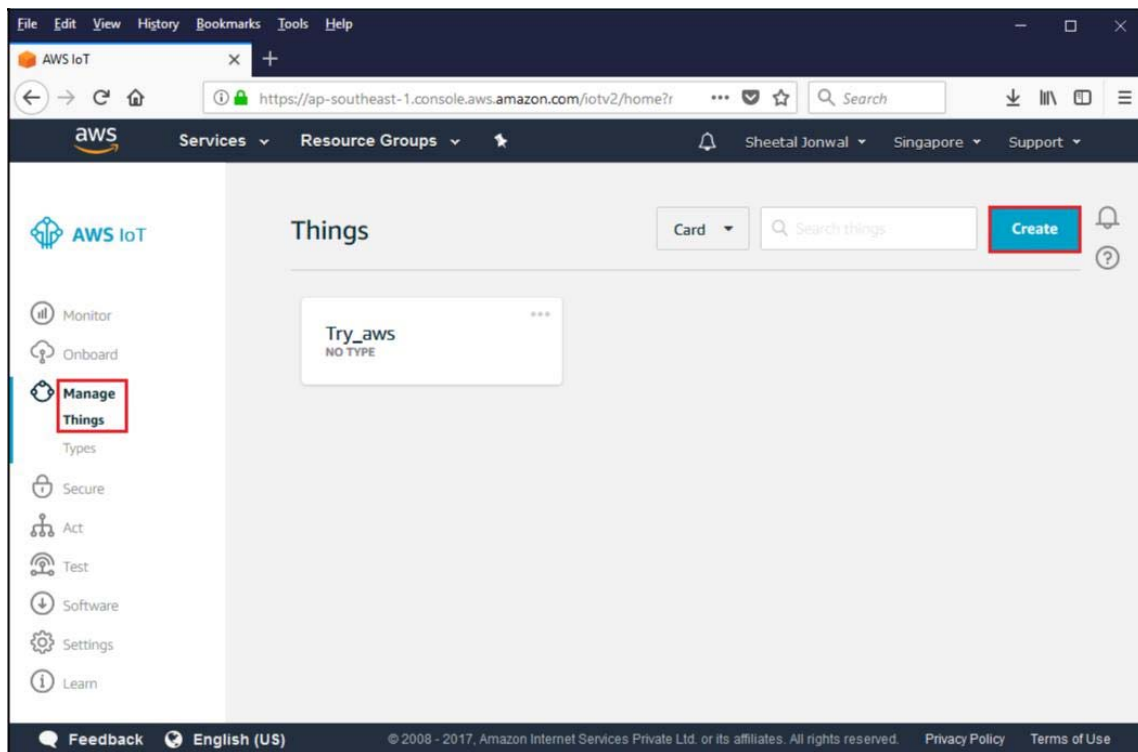 File Edit View History Bookmarks Tools Help
AWS IoT
https://ap-southeast-1.console.aws.amazon.com/iotv2/home?r
Search
aws
Services
Resource Groups
Sheetal Jonwal
Singapore
Support
AWS IoT
Things
Card
Search things
Create
Monitor
Onboard
Manage
Things
Types
Secure
Act
Test
Software
Settings
Learn
Try_aws
NO TYPE
Feedback
English (US)
© 2008 - 2017, Amazon Internet Services Private Ltd. or its affiliates. All rights reserved.
Privacy Policy
Terms of Use